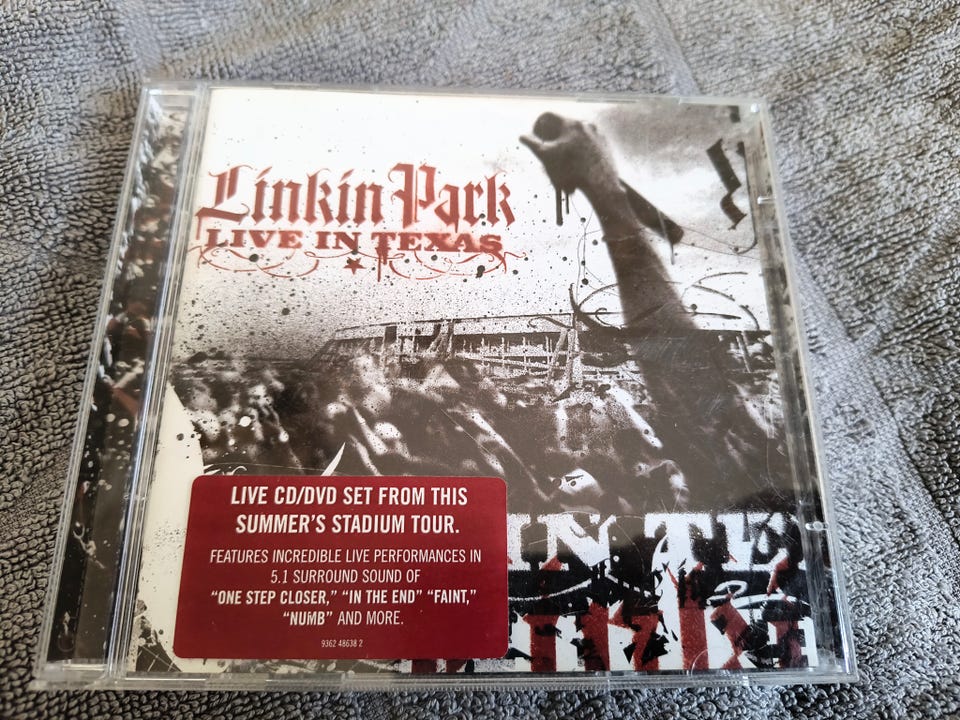 Linkin Park
LIVE IN TEXAS
LIVE CD/DVD SET FROM THIS
SUMMER'S STADIUM TOUR.
FEATURES INCREDIBLE LIVE PERFORMANCES IN
5.1 SURROUND SOUND OF
"ONE STEP CLOSER," "IN THE END" "FAINT,"
"NUMB" AND MORE.
9362 48638 2
IN